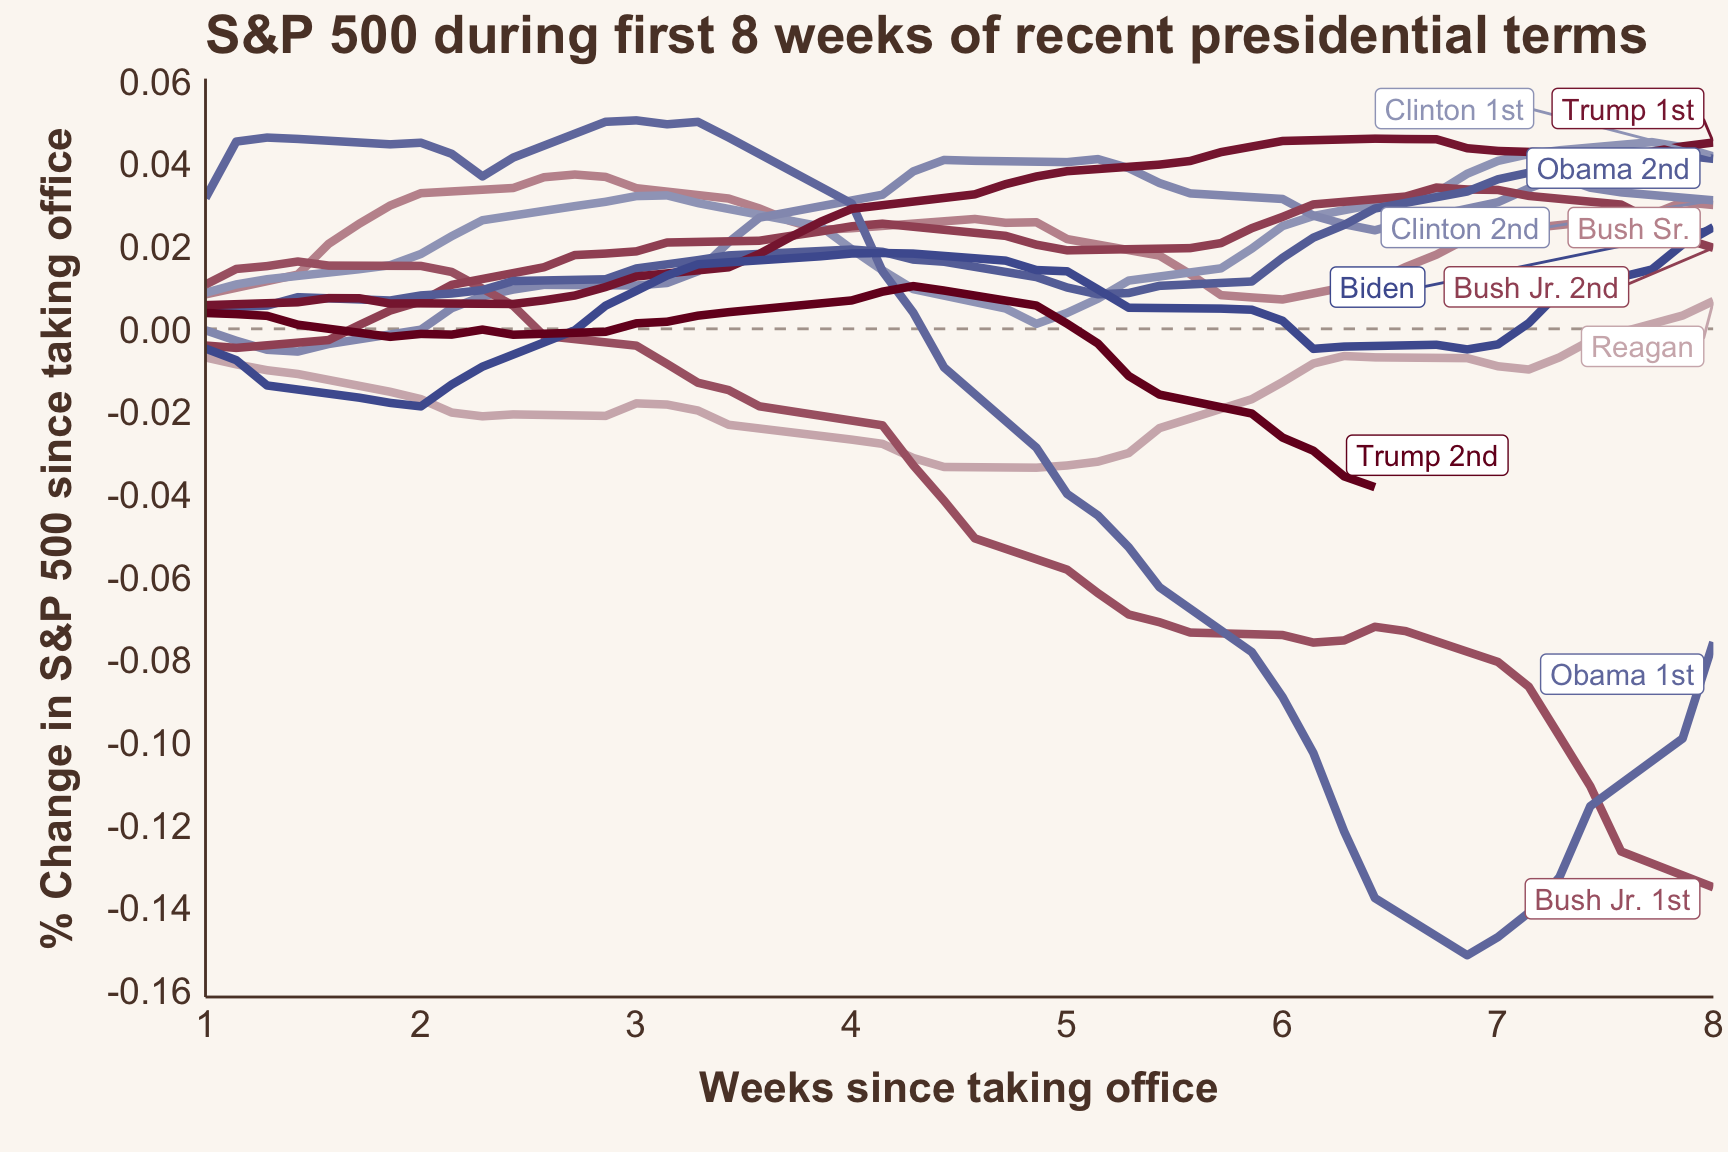 S&P 500 during first 8 weeks of recent presidential terms
% Change in S&P 500 since taking office
0.06
0.04
0.02
0.00
-0.02
-0.04
-0.06
-0.08
-0.10
-0.12
-0.14
-0.16
Clinton 1st
Trump 1st
Obama 2nd
Clinton 2nd
Bush Sr.
Biden
Bush Jr. 2nd
Reagan
Trump 2nd
Obama 1st
Bush Jr. 1st
1 2 3 4 5 6 7 8
Weeks since taking office